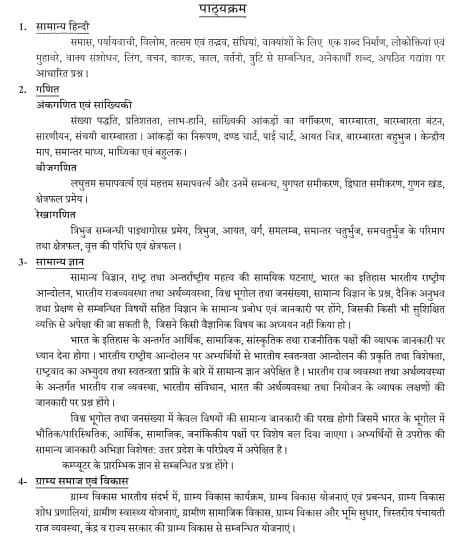 पाठ्यक्रम
1. सामान्य हिन्दी
समास, पर्यायवाची, विलोम, तत्सम एवं तद्भव, संधियां, वाक्यांशों के लिए एक शब्द निर्माण, लोकोक्तियां एवं
मुहावरे, वाक्य संशोधन, लिंग, वचन, कारक, काल, वर्तनी, त्रुटि से सम्बन्धित, अनेकार्थी शब्द, अपठित गद्यांश पर
आधारित प्रश्न।
2. गणित
अंकगणित एवं सांख्यिकी
संख्या पद्धति, प्रतिशतता, लाभ-हानि, सांख्यिकी आंकड़ों का वर्गीकरण, बारम्बारता, बारम्बारता बंटन,
सारणीयन, संचयी बारम्बारता। आंकड़ों का निरूपण, दण्ड चार्ट, पाई चार्ट, आयत चित्र, बारम्बारता बहुभुज। केन्द्रीय
माप, समान्तर माध्य, माध्यिका एवं बहुलक।
बीजगणित
लघुत्तम समापवर्त्य एवं महत्तम समापवर्त्य और उनमें सम्बन्ध, युगपत समीकरण, द्विघात समीकरण, गुणन खंड,
क्षेत्रफल प्रमेय।
रेखागणित
त्रिभुज सम्बन्धी पाइथागोरस प्रमेय, त्रिभुज, आयत, वर्ग, समलम्ब, समान्तर चतुर्भुज, समचतुर्भुज के परिमाप
तथा क्षेत्रफल, वृत्त की परिधि एवं क्षेत्रफल।
3- सामान्य ज्ञान
सामान्य विज्ञान, राष्ट्र तथा अन्तर्राष्ट्रीय महत्व की सामयिक घटनाएं, भारत का इतिहास भारतीय राष्ट्रीय
आन्दोलन, भारतीय राजव्यवस्था तथा अर्थव्यवस्था, विश्व भूगोल तथा जनसंख्या, सामान्य विज्ञान के प्रश्न, दैनिक अनुभव
तथा प्रेक्षण से सम्बन्धित विषयों सहित विज्ञान के सामान्य प्रबोध एवं जानकारी पर होंगे, जिसकी किसी भी सुशिक्षित
व्यक्ति से अपेक्षा की जा सकती है, जिसने किसी वैज्ञानिक विषय का अध्ययन नहीं किया हो।
भारत के इतिहास के अन्तर्गत आर्थिक, सामाजिक, सांस्कृतिक तथा राजनीतिक पक्षों की व्यापक जानकारी पर
ध्यान देना होगा। भारतीय राष्ट्रीय आन्दोलन पर अभ्यर्थियों से भारतीय स्वतन्त्रता आन्दोलन की प्रकृति तथा विशेषता,
राष्ट्रवाद का अभ्युदय तथा स्वतन्त्रता प्राप्ति के बारे में सामान्य ज्ञान अपेक्षित है। भारतीय राज व्यवस्था तथा अर्थव्यवस्था
के अन्तर्गत भारतीय राज व्यवस्था, भारतीय संविधान, भारत की अर्थव्यवस्था तथा नियोजन के व्यापक लक्षणों की
जानकारी पर प्रश्न होंगे।
विश्व भूगोल तथा जनसंख्या में केवल विषयों की सामान्य जानकारी की परख होगी जिसमें भारत के भूगोल में
भौतिक/पारिस्थितिक, आर्थिक, सामाजिक, जनांकिकीय पक्षों पर विशेष बल दिया जाएगा। अभ्यर्थियों से उपरोक्त की
सामान्य जानकारी अभिज्ञा विशेषत: उत्तर प्रदेश के परिप्रेक्ष्य में अपेक्षित है।
कम्प्यूटर के प्रारम्भिक ज्ञान से सम्बन्धित प्रश्न होंगे।
4- ग्राम्य समाज एवं विकास
ग्राम्य विकास भारतीय संदर्भ में, ग्राम्य विकास कार्यक्रम, ग्राम्य विकास योजनाएं एवं प्रबन्धन, ग्राम्य विकास
शोध प्रणालियां, ग्रामीण स्वास्थ्य योजनाएं, ग्रामीण सामाजिक विकास, ग्राम्य विकास और भूमि सुधार, त्रिस्तरीय पंचायती
राज व्यवस्था, केंद्र व राज्य सरकार की ग्राम्य विकास से सम्बन्धित योजनाएं।